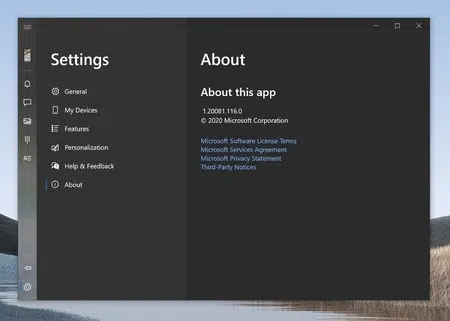 Settings
General
My Devices
Features
Personalization
Help & Feedback
About
About
About this app
1.20081.116.0
© 2020 Microsoft Corporation
Microsoft Software License Terms
Microsoft Services Agreement
Microsoft Privacy Statement
Third-Party Notices